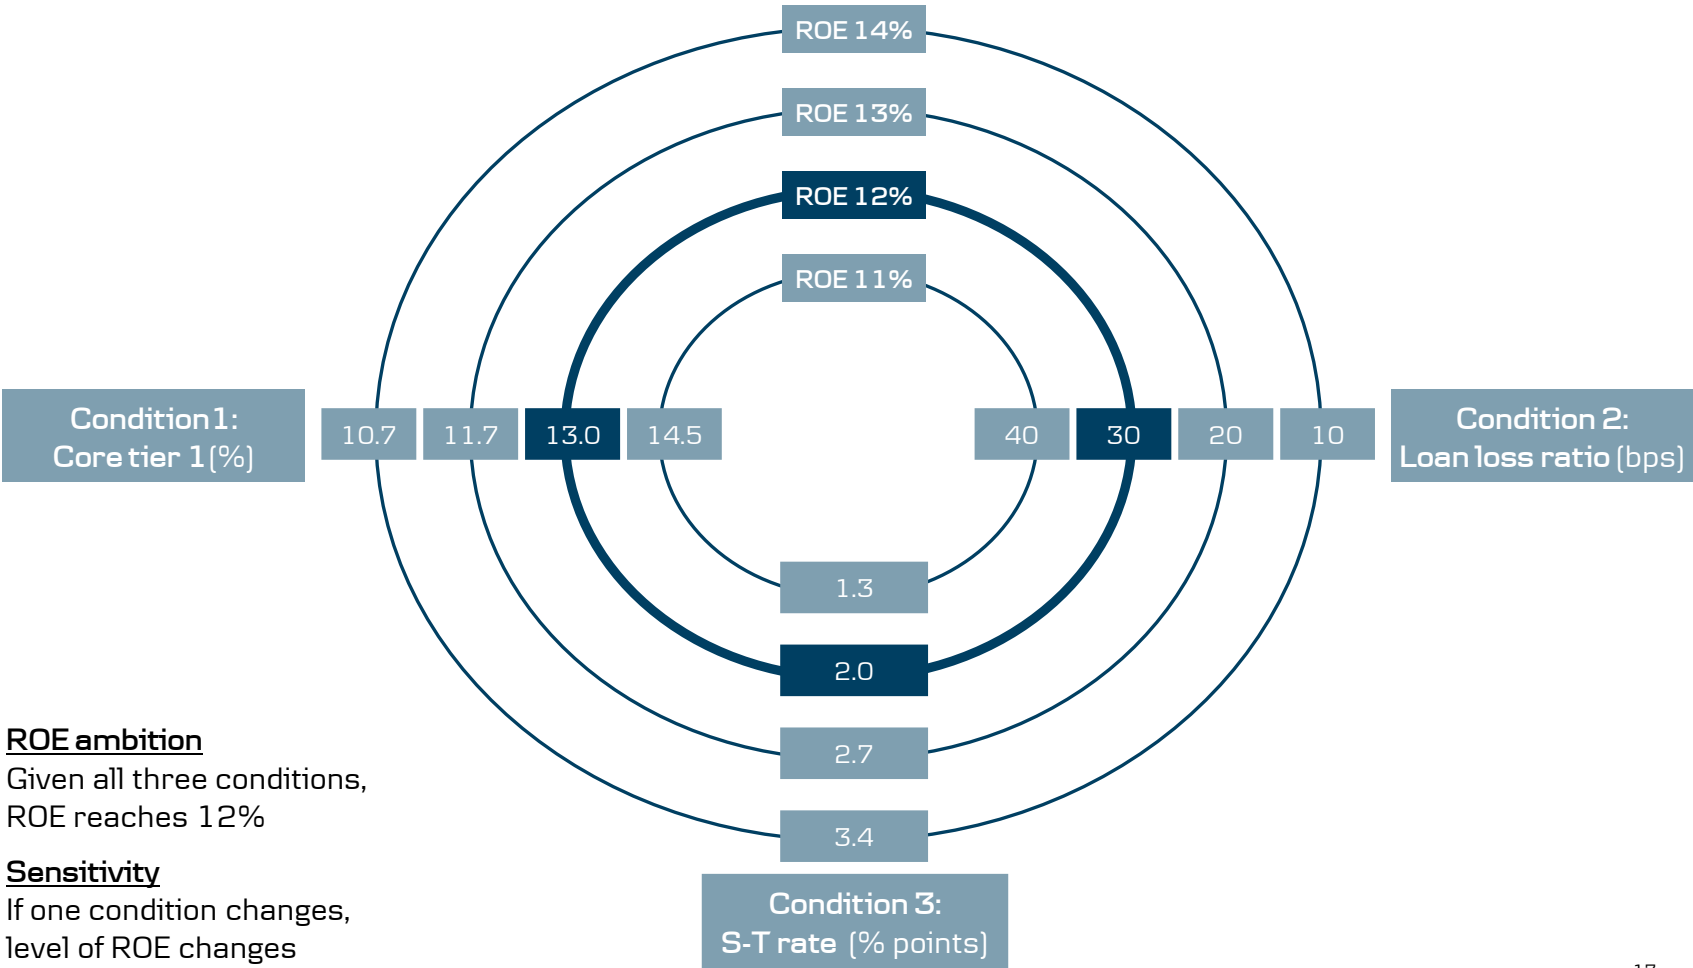 ROE 14%
ROE 13%
ROE 12%
ROE 11%
Condition 1:
Core tier 1 (%)
10.7 11.7 13.0 14.5 40 30 20 10
Condition 2:
Loan loss ratio (bps)
1.3
2.0
2.7
3.4
Condition 3:
S-T rate (% points)
ROE ambition
Given all three conditions,
ROE reaches 12%
Sensitivity
If one condition changes,
level of ROE changes